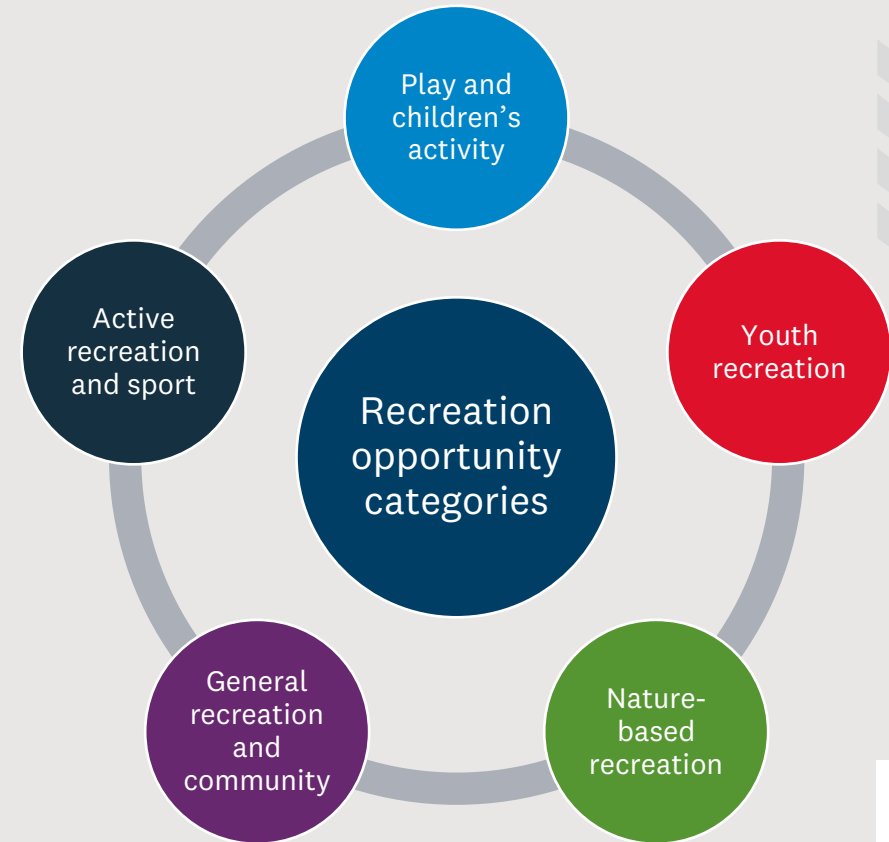 Play and
children’s
activity
Active
recreation
and sport
Youth
recreation
Recreation
opportunity
categories
General
recreation
and
community
Nature-
based
recreation